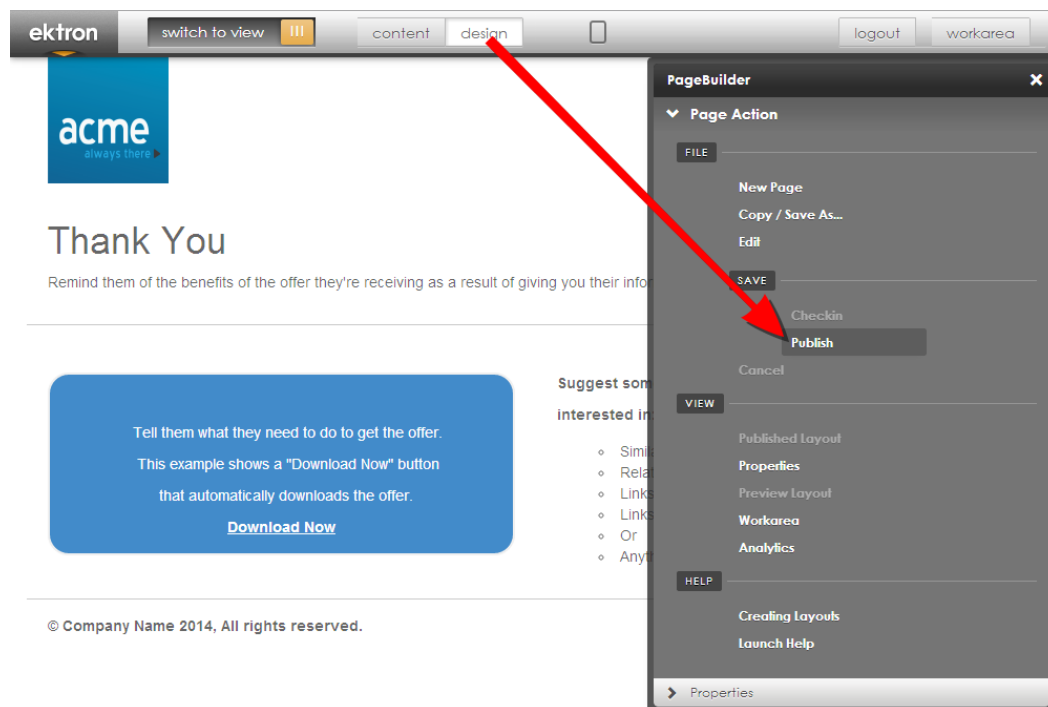 ektron
switch to view
content
design
logout
workarea
acme
always there
Thank You
Remind them of the benefits of the offer they're receiving as a result of giving you their infor
Tell them what they need to do to get the offer.
This example shows a "Download Now" button
that automatically downloads the offer.
Download Now
Suggest som
interested in
Simil
Relat
Links
Links
Or
Anyt
© Company Name 2014, All rights reserved.
PageBuilder
Page Action
FILE
New Page
Copy / Save As...
Edit
SAVE
Checkin
Publish
Cancel
VIEW
Published Layout
Properties
Preview Layout
Workarea
Analytics
HELP
Creating Layouts
Launch Help
Properties